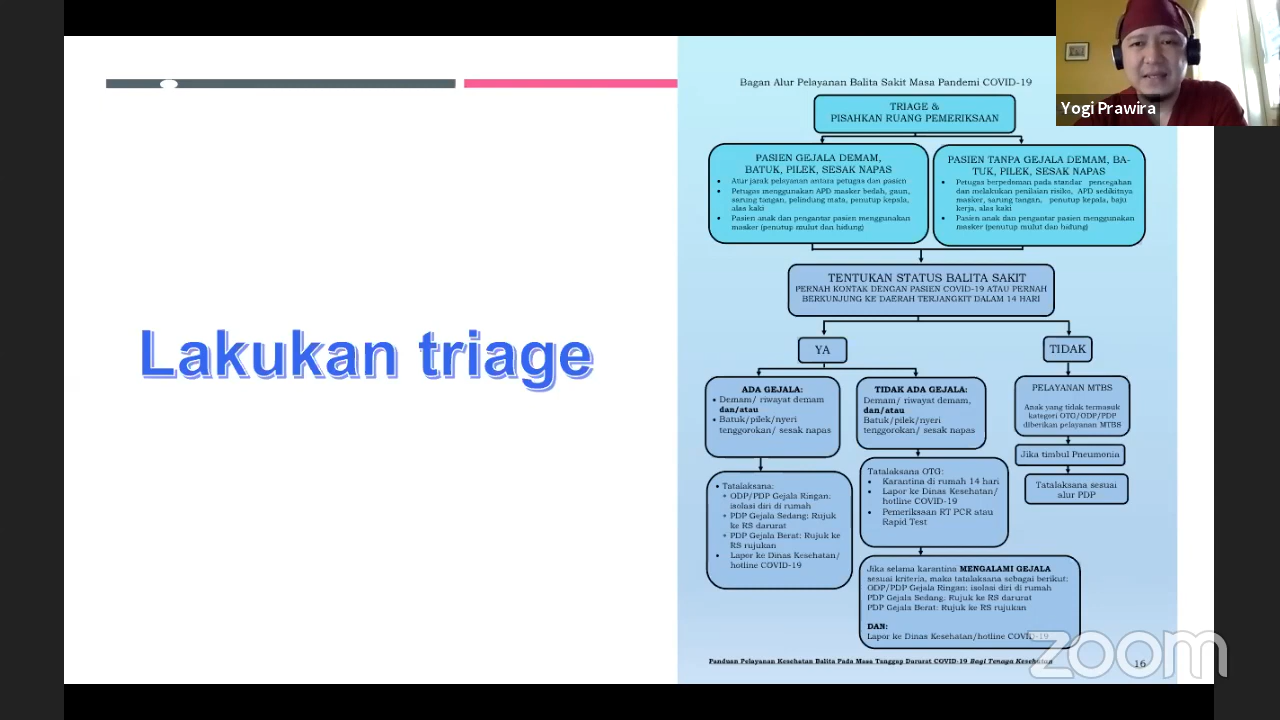 Yogi Prawira
Lakukan triage
Bagan Alur Pelayanan Balita Sakit Masa Pandemi COVID-19
TRIAGE &
PISAHKAN RUANG PEMERIKSAAN
PASIEN GEJALA DEMAM,
BATUK, PILEK, SESAK NAPAS
• Atur jarak pelayanan antara petugas dan pasien
• Petugas menggunakan APD masker bedah, gaun,
sarung tangan, pelindung mata, penutup kepala,
alas kaki
• Pasien anak dan pengantar pasien menggunakan
masker (penutup mulut dan hidung)
PASIEN TANPA GEJALA DEMAM, BA-
TUK, PILEK, SESAK NAPAS
• Petugas berpedoman pada standar pencegahan
dan melakukan penilaian risiko, APD sedikitnya
masker, sarung tangan, penutup kepala, baju
kerja, alas kaki
• Pasien anak dan pengantar pasien menggunakan
masker (penutup mulut dan hidung)
TENTUKAN STATUS BALITA SAKIT
PERNAH KONTAK DENGAN PASIEN COVID-19 ATAU PERNAH
BERKUNJUNG KE DAERAH TERJANGKIT DALAM 14 HARI
YA
TIDAK
ADA GEJALA:
• Demam/ riwayat demam
dan/atau
• Batuk/pilek/nyeri
tenggorokan/ sesak napas
TIDAK ADA GEJALA:
Demam/ riwayat demam,
dan/atau
Batuk/pilek/nyeri
tenggorokan/ sesak napas
PELAYANAN MTBS
Anak yang tidak termasuk
kategori OTG/ODP/PDP
diberikan pelayanan MTBS
Jika timbul Pneumonia
Tatalaksana sesuai
alur PDP
• Tatalaksana:
• ODP/PDP Gejala Ringan:
isolasi diri di rumah
• PDP Gejala Sedang: Rujuk
ke RS darurat
• PDP Gejala Berat: Rujuk ke
RS rujukan
• Lapor ke Dinas Kesehatan/
hotline COVID-19
Tatalaksana OTG:
• Karantina di rumah 14 hari
• Lapor ke Dinas Kesehatan/
hotline COVID-19
• Pemeriksaan RT PCR atau
Rapid Test
Jika selama karantina MENGALAMI GEJALA
sesuai kriteria, maka tatalaksana sebagai berikut:
ODP/PDP Gejala Ringan: isolasi diri di rumah
PDP Gejala Sedang: Rujuk ke RS darurat
PDP Gejala Berat: Rujuk ke RS rujukan
DAN:
Lapor ke Dinas Kesehatan/hotline COVID-19
Panduan Pelayanan Kesehatan Balita Pada Masa Tanggap Darurat COVID-19 Bagi Tenaga Kesehatan
16
zoom